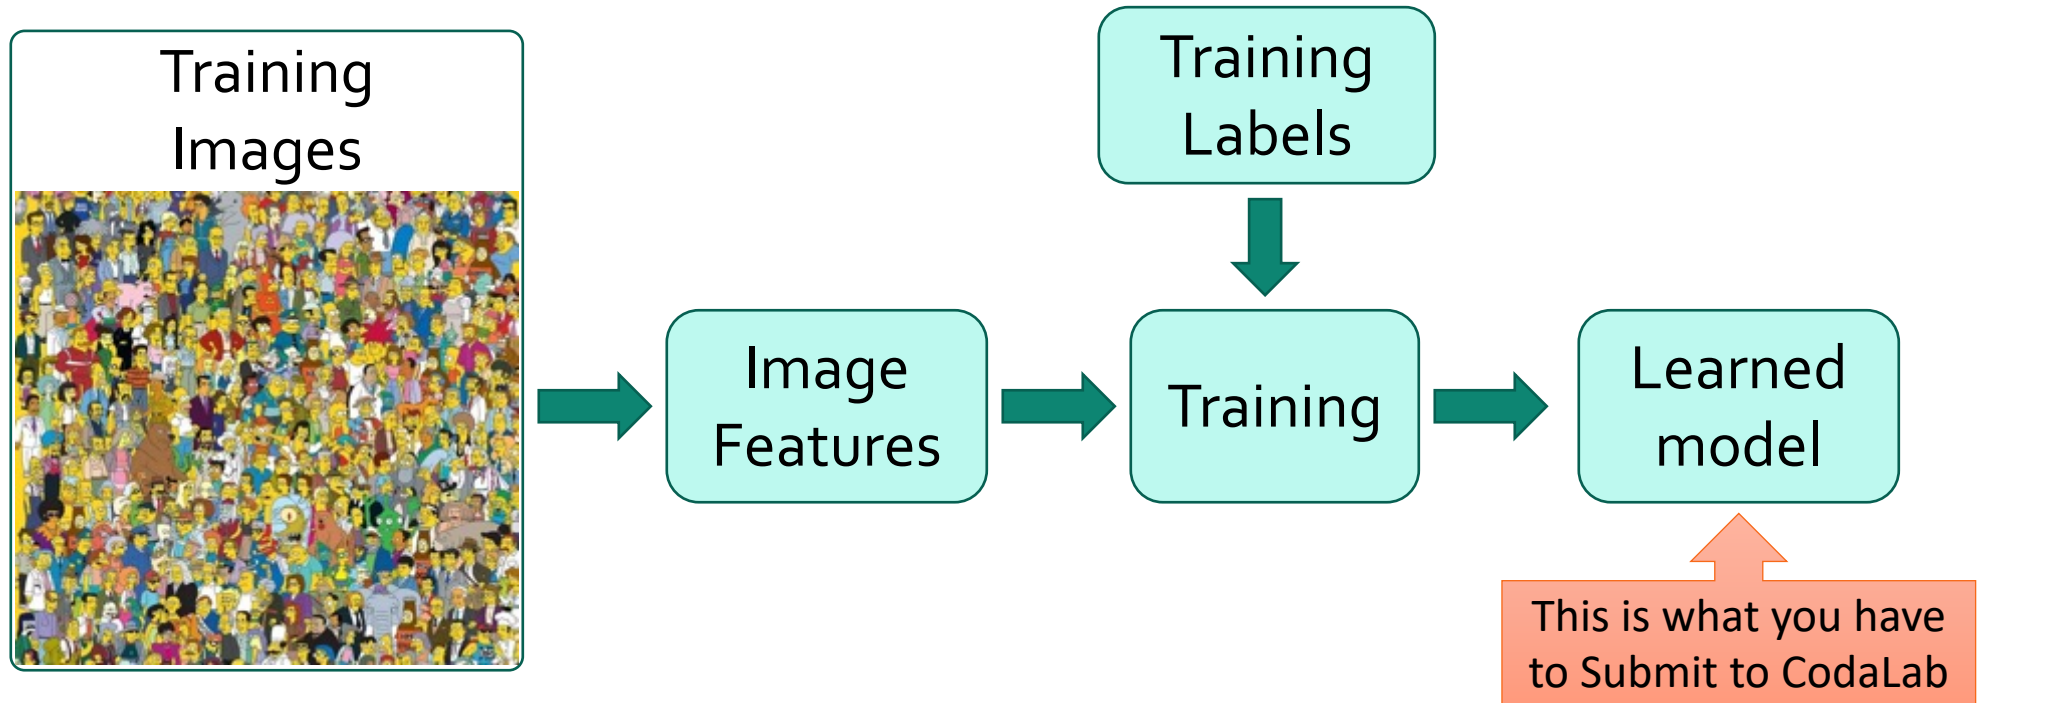 Training
Images
Training
Labels
Image
Features
Training
Learned
model
This is what you have
to Submit to CodaLab